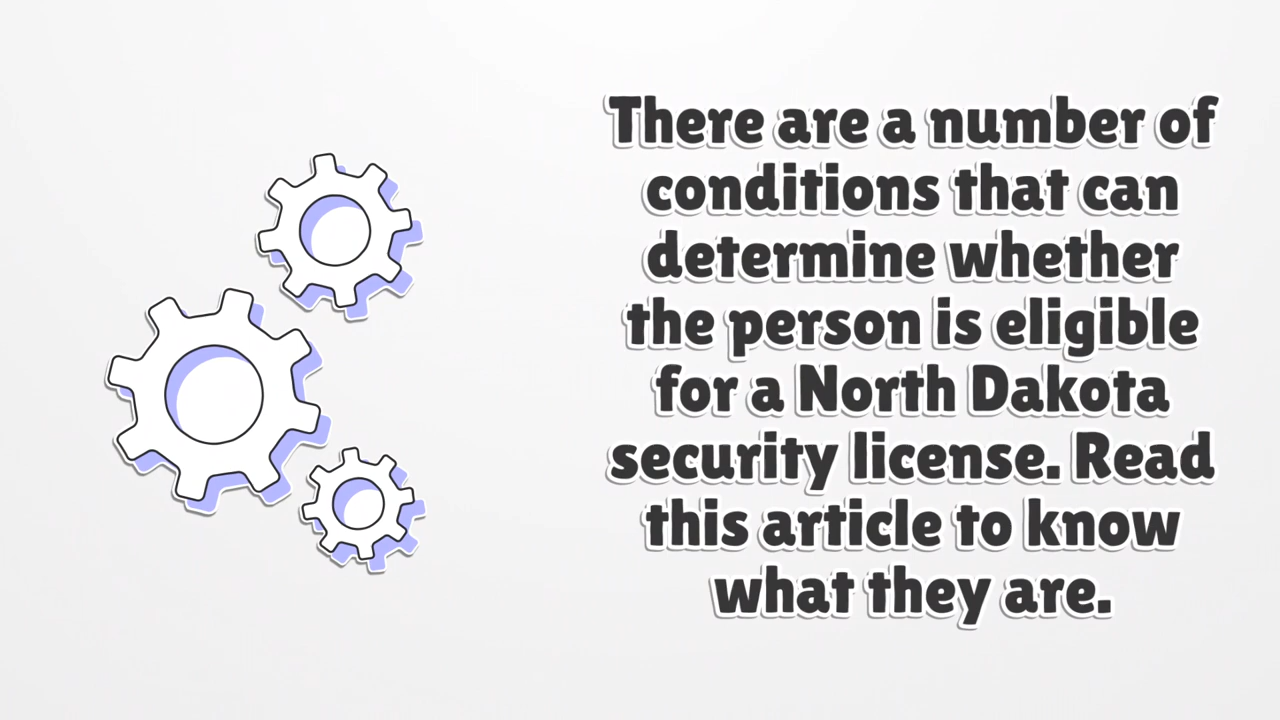 There are a number of
conditions that can
determine whether
the person is eligible
for a North Dakota
security license. Read
this article to know
what they are.